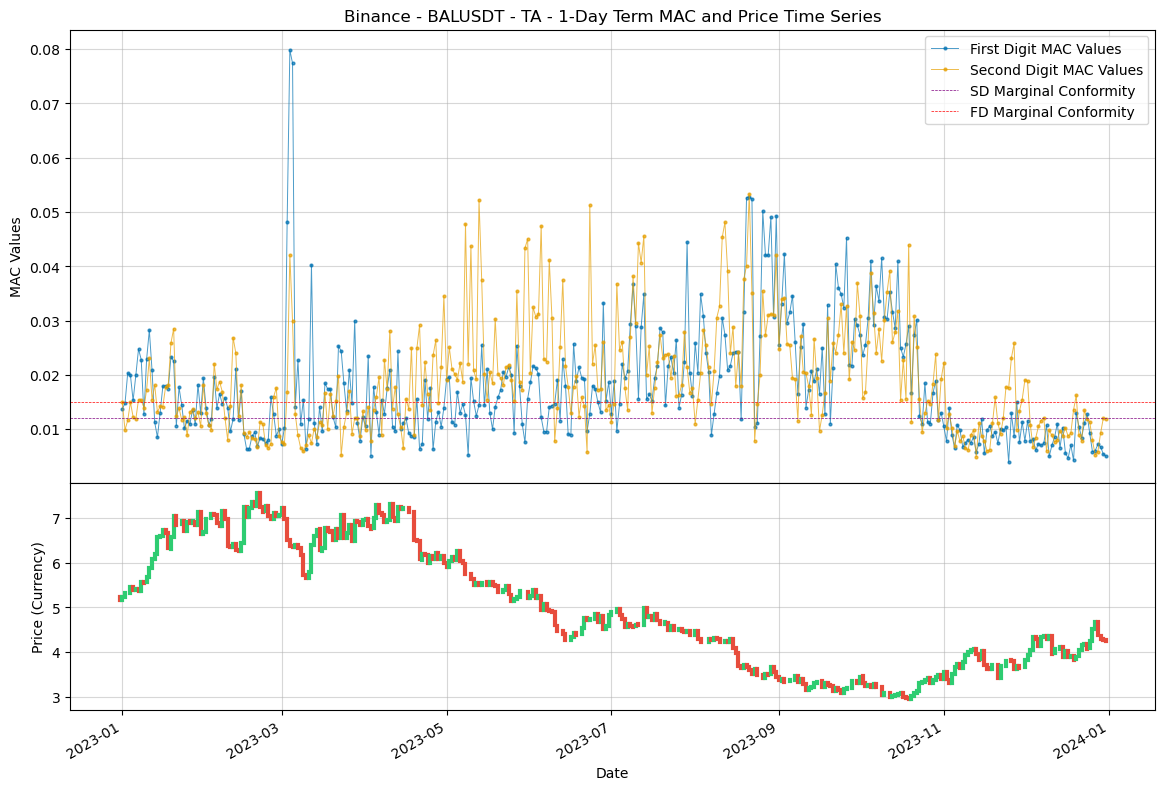 Binance - BALUSDT - TA - 1-Day Term MAC and Price Time Series
First Digit MAC Values
Second Digit MAC Values
SD Marginal Conformity
FD Marginal Conformity
MAC Values
0.08
0.07
0.06
0.05
0.04
0.03
0.02
0.01
Price (Currency)
7
6
5
4
3
2023-01
2023-03
2023-05
2023-07
2023-09
2023-11
2024-01
Date